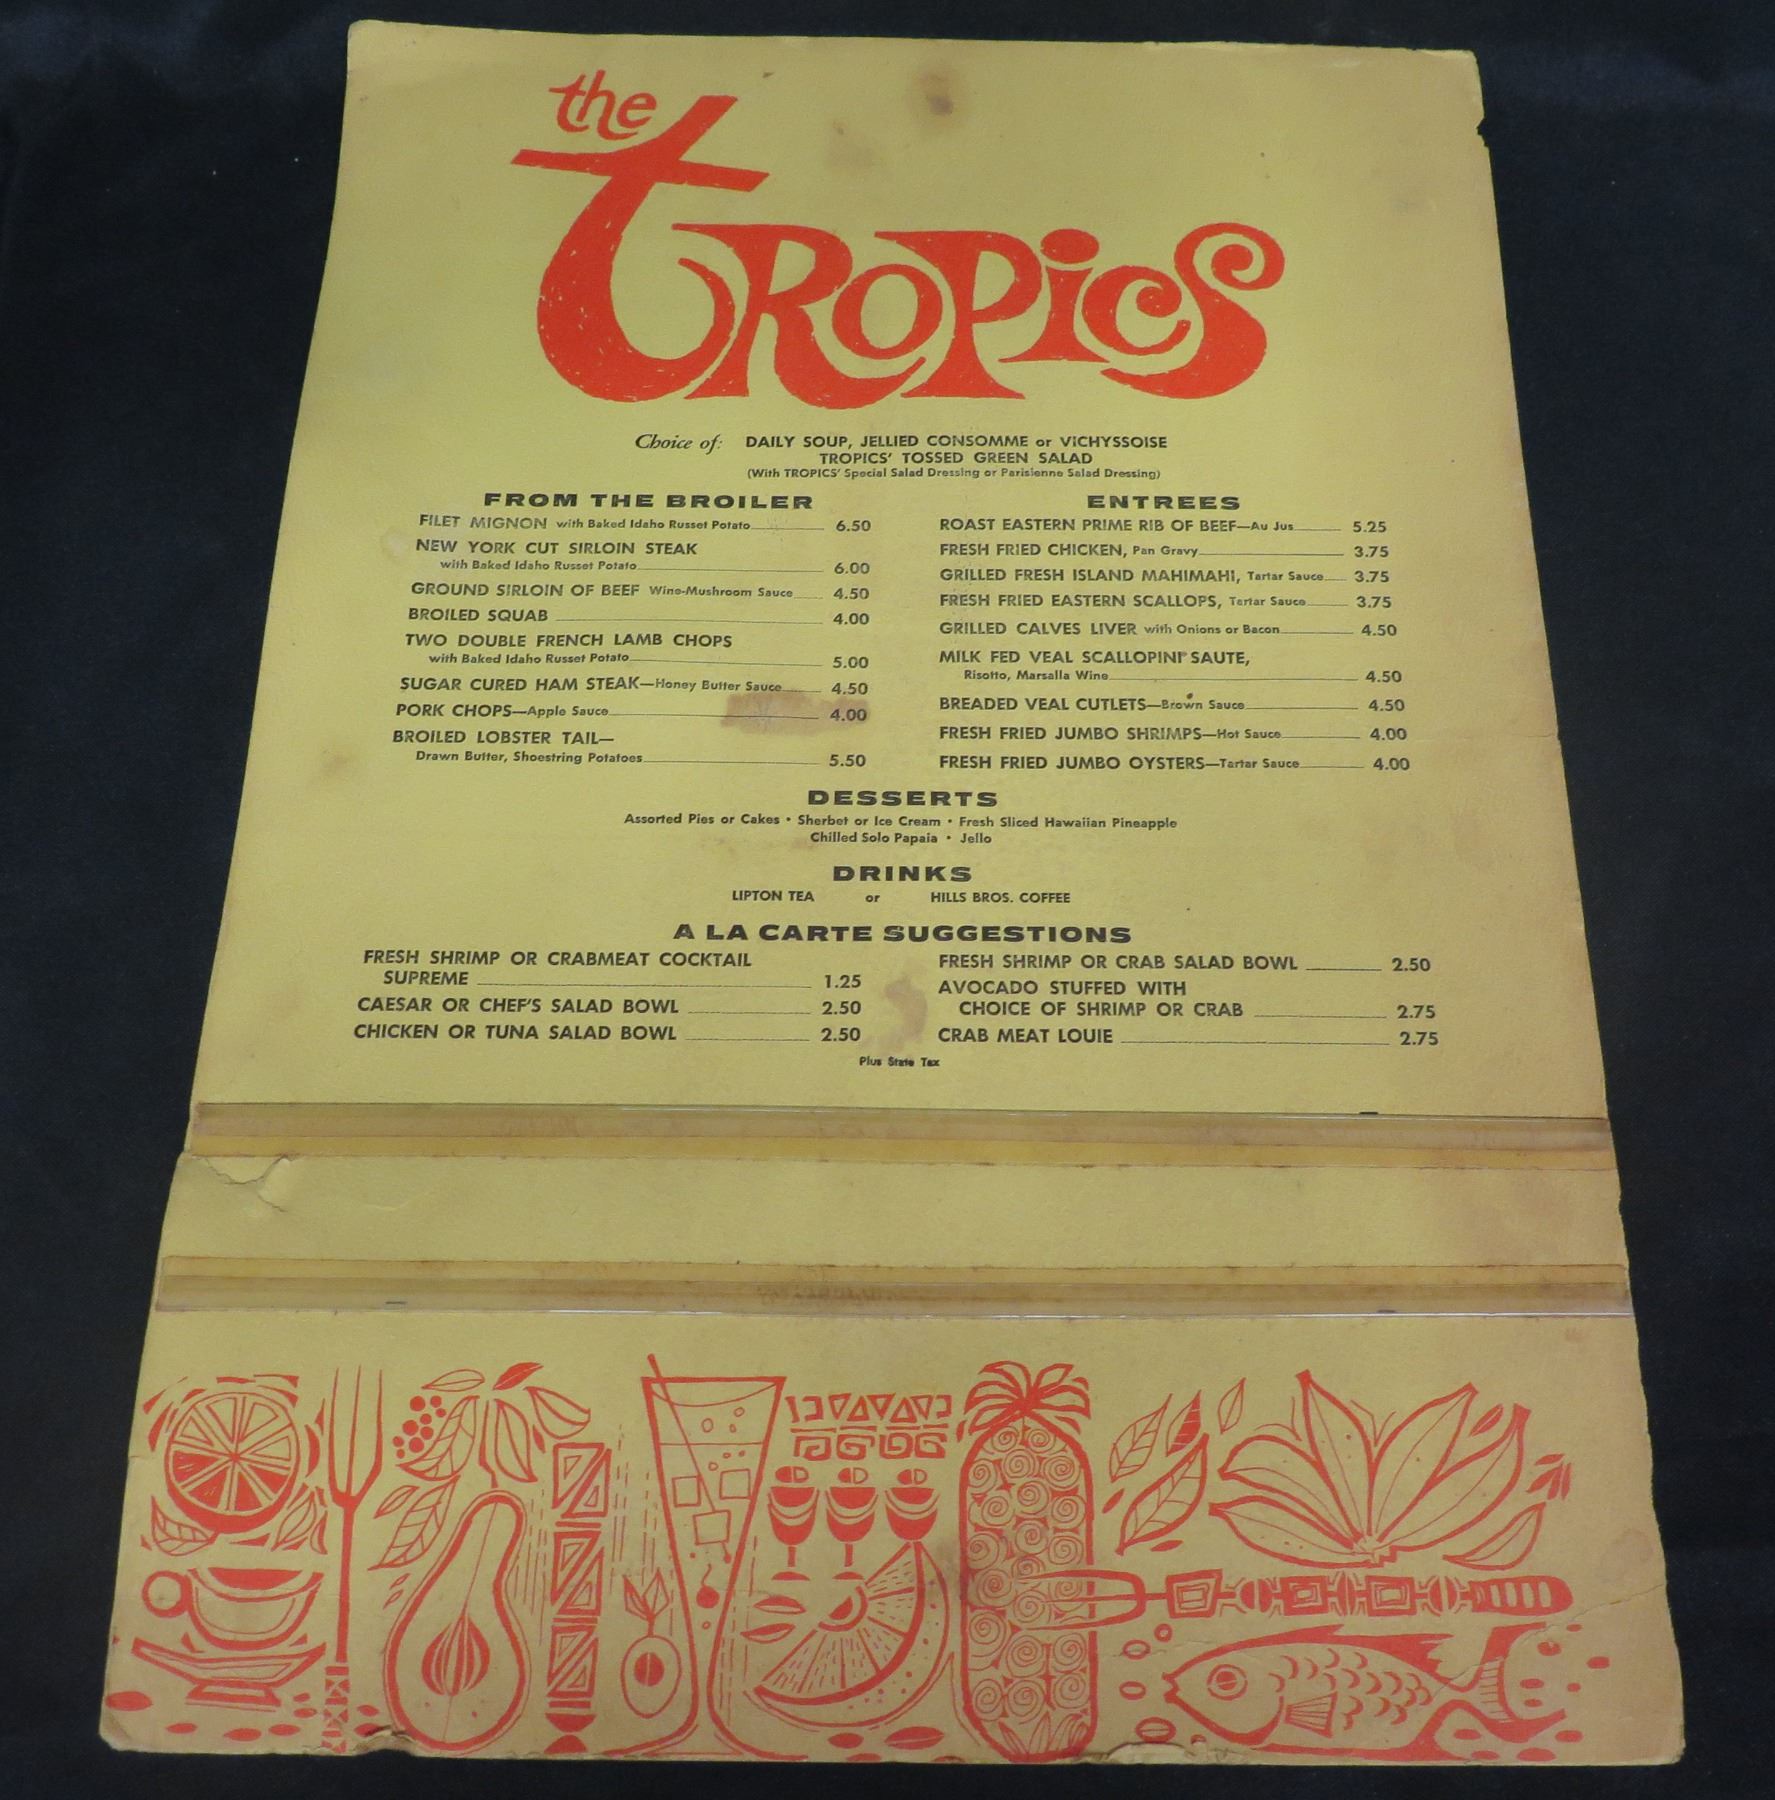 the
tROPicS
Choice of: DAILY SOUP, JELLIED CONSOMME or VICHYSSOISE
TROPICS' TOSSED GREEN SALAD
(With TROPICS' Special Salad Dressing or Parisienne Salad Dressing)
FROM THE BROILER
FILET MIGNON with Baked Idaho Russet Potato 6.50
NEW YORK CUT SIRLOIN STEAK
with Baked Idaho Russet Potato 6.00
GROUND SIRLOIN OF BEEF Wine-Mushroom Sauce 4.50
BROILED SQUAB 4.00
TWO DOUBLE FRENCH LAMB CHOPS
with Baked Idaho Russet Potato 5.00
SUGAR CURED HAM STEAK—Honey Butter Sauce 4.50
PORK CHOPS—Apple Sauce 4.00
BROILED LOBSTER TAIL—
Drawn Butter, Shoestring Potatoes 5.50
ENTREES
ROAST EASTERN PRIME RIB OF BEEF—Au Jus 5.25
FRESH FRIED CHICKEN, Pan Gravy 3.75
GRILLED FRESH ISLAND MAHIMAHI, Tartar Sauce 3.75
FRESH FRIED EASTERN SCALLOPS, Tartar Sauce 3.75
GRILLED CALVES LIVER with Onions or Bacon 4.50
MILK FED VEAL SCALLOPINI SAUTE,
Risotto, Marsalla Wine 4.50
BREADED VEAL CUTLETS—Brown Sauce 4.50
FRESH FRIED JUMBO SHRIMPS—Hot Sauce 4.00
FRESH FRIED JUMBO OYSTERS—Tartar Sauce 4.00
DESSERTS
Assorted Pies or Cakes • Sherbet or Ice Cream • Fresh Sliced Hawaiian Pineapple
Chilled Solo Papaia • Jello
DRINKS
LIPTON TEA or HILLS BROS. COFFEE
A LA CARTE SUGGESTIONS
FRESH SHRIMP OR CRABMEAT COCKTAIL
SUPREME 1.25
CAESAR OR CHEF'S SALAD BOWL 2.50
CHICKEN OR TUNA SALAD BOWL 2.50
FRESH SHRIMP OR CRAB SALAD BOWL 2.50
AVOCADO STUFFED WITH
CHOICE OF SHRIMP OR CRAB 2.75
CRAB MEAT LOUIE 2.75
Plus State Tax